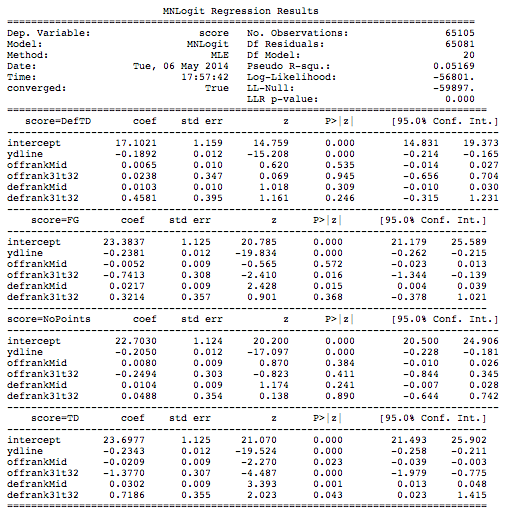 MNLogit Regression Results
==============================================================================
Dep. Variable: score No. Observations: 65105
Model: MNLogit Df Residuals: 65081
Method: MLE Df Model: 20
Date: Tue, 06 May 2014 Pseudo R-squ.: 0.05169
Time: 17:57:42 Log-Likelihood: -56801.
converged: True LL-Null: -59897.
LLR p-value: 0.000
==============================================================================
score=DefTD coef std err z P>|z| [95.0% Conf. Int.]
------------------------------------------------------------------------------
intercept 17.1021 1.159 14.759 0.000 14.831 19.373
ydline -0.1892 0.012 -15.208 0.000 -0.214 -0.165
offrankMid 0.0065 0.010 0.620 0.535 -0.014 0.027
offrank31t32 0.0238 0.347 0.069 0.945 -0.656 0.704
defrankMid 0.0103 0.010 1.018 0.309 -0.010 0.030
defrank31t32 0.4581 0.395 1.161 0.246 -0.315 1.231
------------------------------------------------------------------------------
score=FG coef std err z P>|z| [95.0% Conf. Int.]
------------------------------------------------------------------------------
intercept 23.3837 1.125 20.785 0.000 21.179 25.589
ydline -0.2381 0.012 -19.834 0.000 -0.262 -0.215
offrankMid -0.0052 0.009 -0.565 0.572 -0.023 0.013
offrank31t32 -0.7413 0.308 -2.410 0.016 -1.344 -0.139
defrankMid 0.0217 0.009 2.428 0.015 0.004 0.039
defrank31t32 0.3214 0.357 0.901 0.368 -0.378 1.021
------------------------------------------------------------------------------
score=NoPoints coef std err z P>|z| [95.0% Conf. Int.]
------------------------------------------------------------------------------
intercept 22.7030 1.124 20.200 0.000 20.500 24.906
ydline -0.2050 0.012 -17.097 0.000 -0.228 -0.181
offrankMid 0.0080 0.009 0.870 0.384 -0.010 0.026
offrank31t32 -0.2494 0.303 -0.823 0.411 -0.844 0.345
defrankMid 0.0104 0.009 1.174 0.241 -0.007 0.028
defrank31t32 0.0488 0.354 0.138 0.890 -0.644 0.742
------------------------------------------------------------------------------
score=TD coef std err z P>|z| [95.0% Conf. Int.]
------------------------------------------------------------------------------
intercept 23.6977 1.125 21.070 0.000 21.493 25.902
ydline -0.2343 0.012 -19.524 0.000 -0.258 -0.211
offrankMid -0.0209 0.009 -2.270 0.023 -0.039 -0.003
offrank31t32 -1.3770 0.307 -4.487 0.000 -1.979 -0.775
defrankMid 0.0302 0.009 3.393 0.001 0.013 0.048
defrank31t32 0.7186 0.355 2.023 0.043 0.023 1.415
==============================================================================